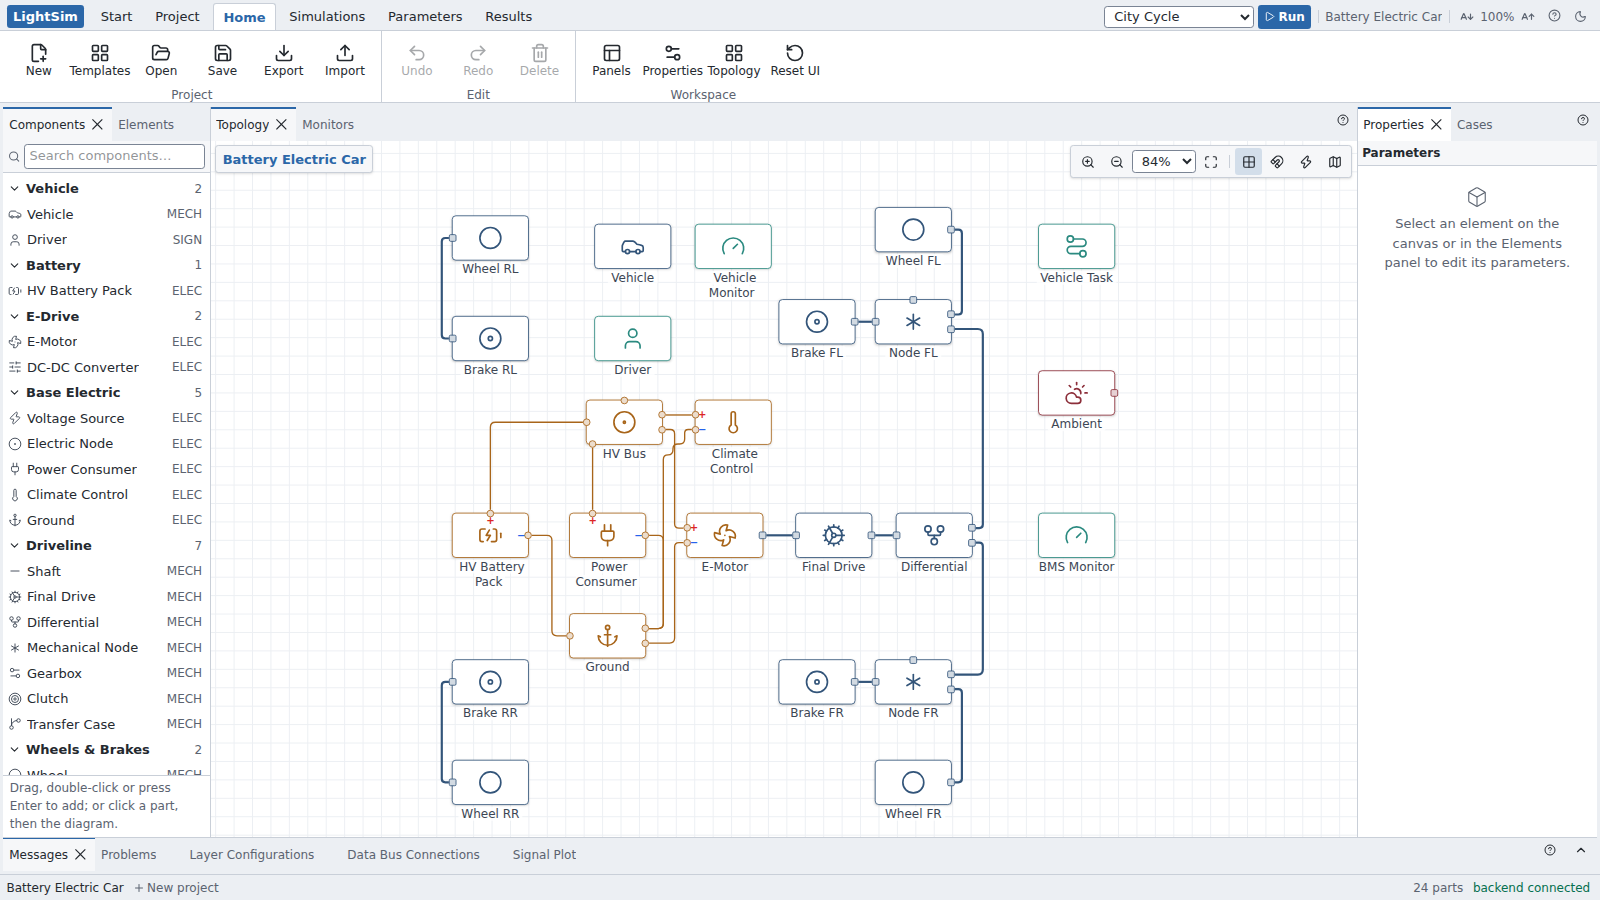 LightSim Start Project Home Simulations Parameters Results City Cycle Run Battery Electric Car A 100% A
New Templates Open Save Export Import Undo Redo Delete Panels Properties Topology Reset UI
Project Edit Workspace
Components Elements Topology Monitors Properties Cases
Search components...
Battery Electric Car
84%
Parameters
Select an element on the
canvas or in the Elements
panel to edit its parameters.
Vehicle 2
Vehicle MECH
Driver SIGN
Battery 1
HV Battery Pack ELEC
E-Drive 2
E-Motor ELEC
DC-DC Converter ELEC
Base Electric 5
Voltage Source ELEC
Electric Node ELEC
Power Consumer ELEC
Climate Control ELEC
Ground ELEC
Driveline 7
Shaft MECH
Final Drive MECH
Differential MECH
Mechanical Node MECH
Gearbox MECH
Clutch MECH
Transfer Case MECH
Wheels & Brakes 2
Wheel MECH
Drag, double-click or press
Enter to add; or click a part,
then the diagram.
Wheel RL
Vehicle
Vehicle
Monitor
Wheel FL
Vehicle Task
Brake RL
Driver
Brake FL
Node FL
Ambient
HV Bus
Climate
Control
HV Battery
Pack
Power
Consumer
E-Motor
Final Drive
Differential
BMS Monitor
Ground
Brake RR
Brake FR
Node FR
Wheel RR
Wheel FR
Messages Problems Layer Configurations Data Bus Connections Signal Plot
Battery Electric Car + New project 24 parts backend connected